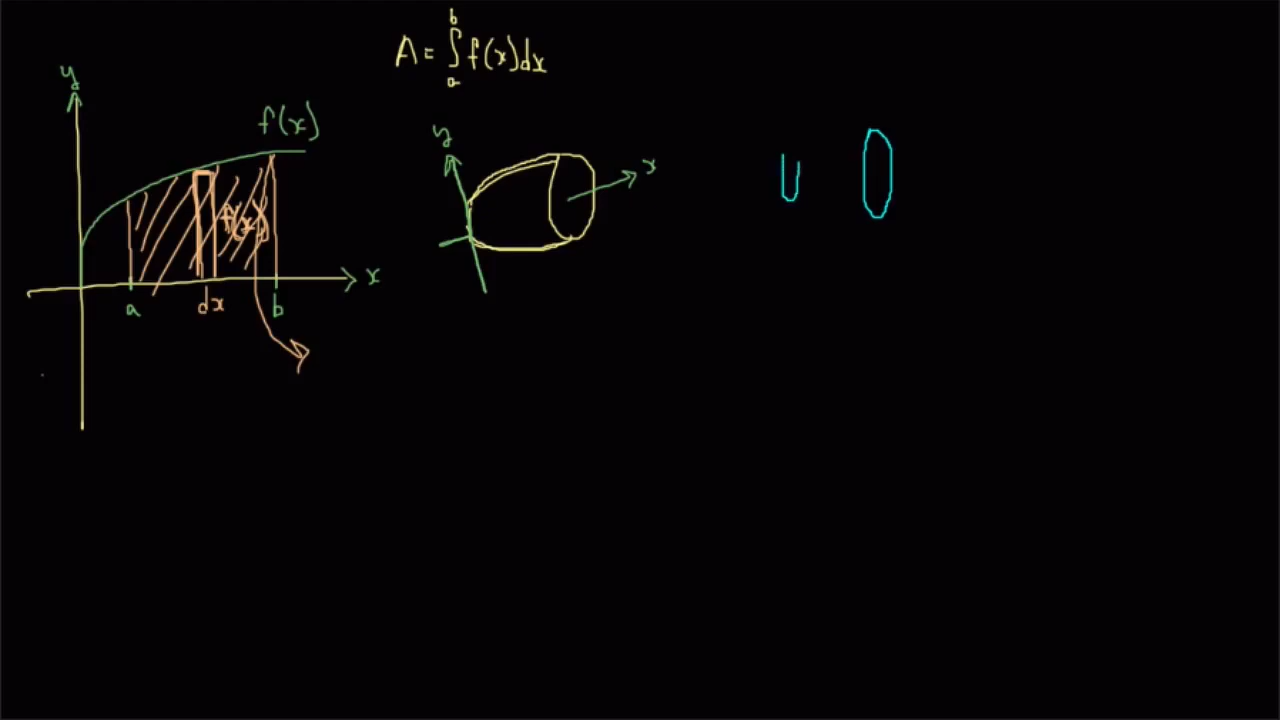 A = ∫ₐᵇ f(x)dx
y
f(x)
y
x
f(x)
x
a
dx
b